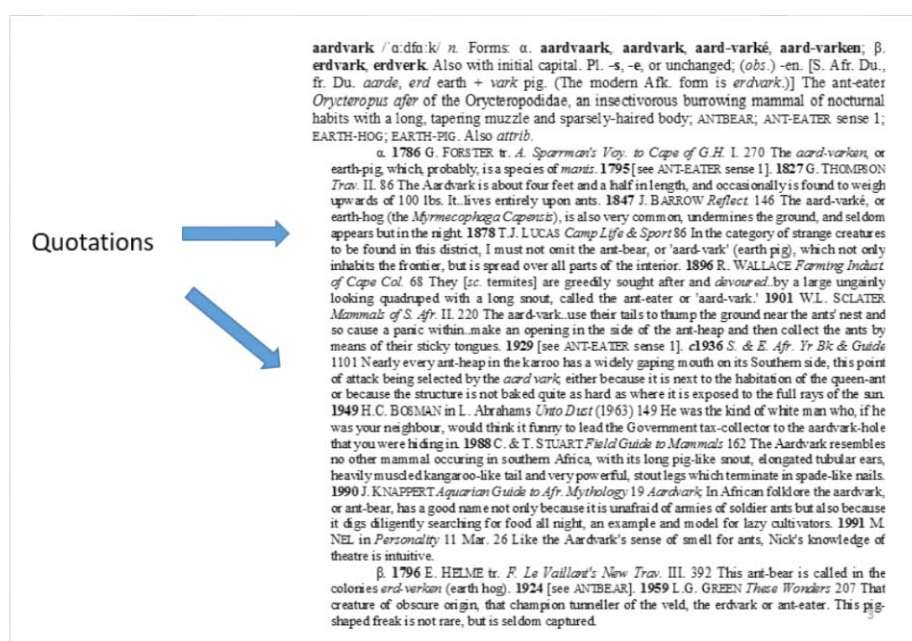 aardvark /ˈɑ:dfɑ:k/ n. Forms: α. aardvaark, aardvark, aard-varké, aard-varken; β.
erdvark, erdverk. Also with initial capital. Pl. -s, -e, or unchanged; (obs.) -en. [S. Afr. Du.,
fr. Du. aarde, erd earth + vark pig. (The modern Afk. form is erdvark.)] The ant-eater
Orycteropus afer of the Orycteropodidae, an insectivorous burrowing mammal of nocturnal
habits with a long, tapering muzzle and sparsely-haired body; ANTBEAR; ANT-EATER sense 1;
EARTH-HOG; EARTH-PIG. Also attrib.
α. 1786 G. FORSTER tr. A. Sparrman's Voy. to Cape of G.H. I. 270 The aard-varken, or
earth-pig, which, probably, is a species of manis. 1795 [see ANT-EATER sense 1]. 1827 G. THOMPSON
Trav. II. 86 The Aardvark is about four feet and a half in length, and occasionally is found to weigh
upwards of 100 lbs. It..lives entirely upon ants. 1847 J. BARROW Reflect. 146 The aard-varké, or
earth-hog (the Myrmecophaga Capensis), is also very common, undermines the ground, and seldom
appears but in the night. 1878 T.J. LUCAS Camp Life & Sport 86 In the category of strange creatures
to be found in this district, I must not omit the ant-bear, or 'aard-vark' (earth pig), which not only
inhabits the frontier, but is spread over all parts of the interior. 1896 R. WALLACE Farming Indust.
of Cape Col. 68 They [sc. termites] are greedily sought after and devoured..by a large ungainly
looking quadruped with a long snout, called the ant-eater or 'aard-vark.' 1901 W.L. SCLATER
Mammals of S. Afr. II. 220 The aard-vark..use their tails to thump the ground near the ants' nest and
so cause a panic within..make an opening in the side of the ant-heap and then collect the ants by
means of their sticky tongues. 1929 [see ANT-EATER sense 1]. c1936 S. & E. Afr. Yr Bk & Guide
1101 Nearly every ant-heap in the karroo has a widely gaping mouth on its Southern side, this point
of attack being selected by the aard vark, either because it is next to the habitation of the queen-ant
or because the structure is not baked quite as hard as where it is exposed to the full rays of the sun.
1949 H.C. BOSMAN in L. Abrahams Unto Dust (1963) 149 He was the kind of white man who, if he
was your neighbour, would think it funny to lead the Government tax-collector to the aardvark-hole
that you were hiding in. 1988 C. & T. STUART Field Guide to Mammals 162 The Aardvark resembles
no other mammal occuring in southern Africa, with its long pig-like snout, elongated tubular ears,
heavily muscled kangaroo-like tail and very powerful, stout legs which terminate in spade-like nails.
1990 J. KNAPPERT Aquarian Guide to Afr. Mythology 19 Aardvark, In African folklore the aardvark,
or ant-bear, has a good name not only because it is unafraid of armies of soldier ants but also because
it digs diligently searching for food all night, an example and model for lazy cultivators. 1991 M.
NEL in Personality 11 Mar. 26 Like the Aardvark's sense of smell for ants, Nick's knowledge of
theatre is intuitive.
β. 1796 E. HELME tr. F. Le Vaillant's New Trav. III. 392 This ant-bear is called in the
colonies erd-verken (earth hog). 1924 [see ANTBEAR]. 1959 L.G. GREEN These Wonders 207 That
creature of obscure origin, that champion tunneller of the veld, the erdvark or ant-eater. This pig-
shaped freak is not rare, but is seldom captured.
Quotations